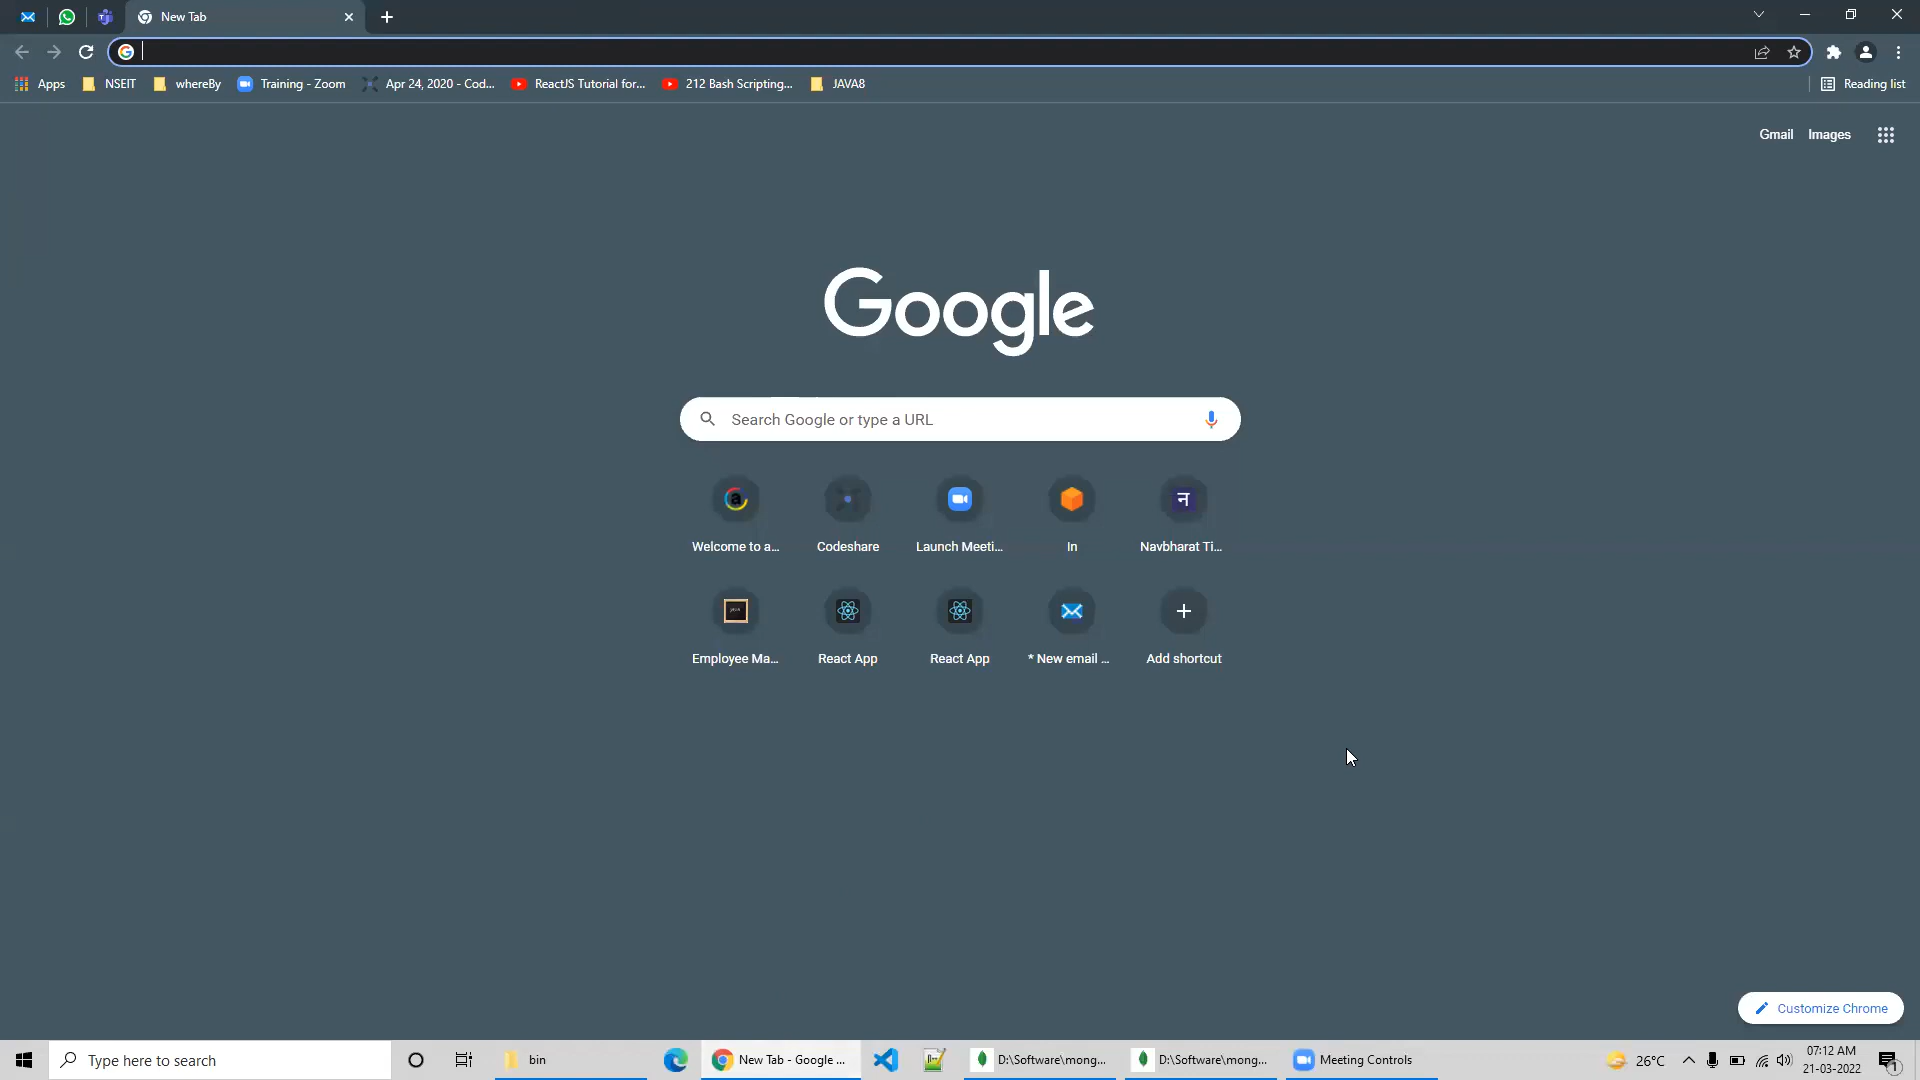 New Tab
Apps NSEIT whereBy Training - Zoom Apr 24, 2020 - Cod... ReactJS Tutorial for... 212 Bash Scripting... JAVA8 Reading list
Gmail Images
Google
Search Google or type a URL
Welcome to a... Codeshare Launch Meeti... In Navbharat Ti...
Employee Ma... React App React App * New email ... Add shortcut
Customize Chrome
Type here to search bin New Tab - Google ... D:\Software\mong... D:\Software\mong... Meeting Controls 26°C 07:12 AM
21-03-2022